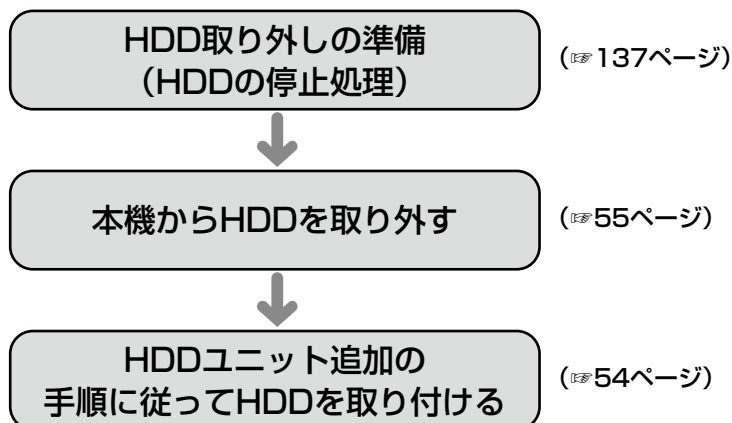 HDD取り外しの準備
(HDDの停止処理)
(☞137ページ)
本機からHDDを取り外す
(☞55ページ)
HDDユニット追加の
手順に従ってHDDを取り付ける
(☞54ページ)